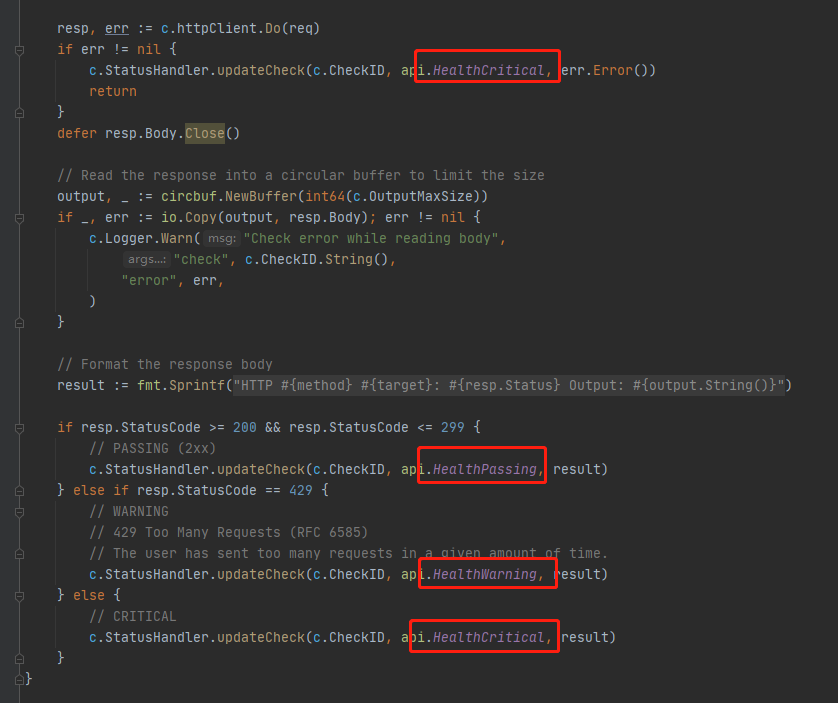 resp, err := c.httpClient.Do(req)
if err != nil {
c.StatusHandler.updateCheck(c.CheckID, api.HealthCritical, err.Error())
return
}
defer resp.Body.Close()
// Read the response into a circular buffer to limit the size
output, _ := circbuf.NewBuffer(int64(c.OutputMaxSize))
if _, err := io.Copy(output, resp.Body); err != nil {
c.Logger.Warn( msg: "Check error while reading body",
args...: "check", c.CheckID.String(),
"error", err,
)
}
// Format the response body
result := fmt.Sprintf("HTTP #{method} #{target}: #{resp.Status} Output: #{output.String()}")
if resp.StatusCode >= 200 && resp.StatusCode <= 299 {
// PASSING (2xx)
c.StatusHandler.updateCheck(c.CheckID, api.HealthPassing, result)
} else if resp.StatusCode == 429 {
// WARNING
// 429 Too Many Requests (RFC 6585)
// The user has sent too many requests in a given amount of time.
c.StatusHandler.updateCheck(c.CheckID, api.HealthWarning, result)
} else {
// CRITICAL
c.StatusHandler.updateCheck(c.CheckID, api.HealthCritical, result)
}
}